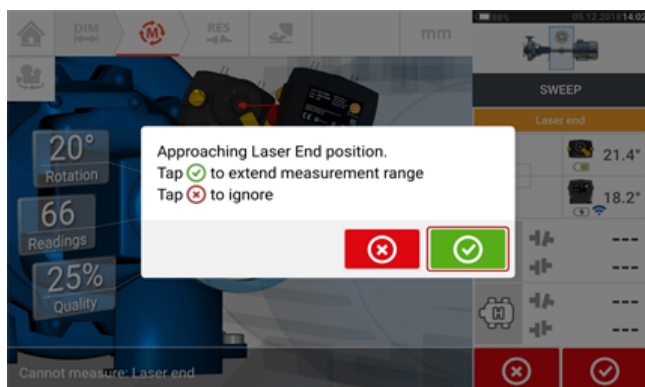 DIM
RES
mm
88%
05.12.2018 14:02
SWEEP
Laser end
20°
Rotation
66
Readings
25%
Quality
Approaching Laser End position.
Tap to extend measurement range
Tap to ignore
21.4°
18.2°
---
---
---
---
Cannot measure: Laser end